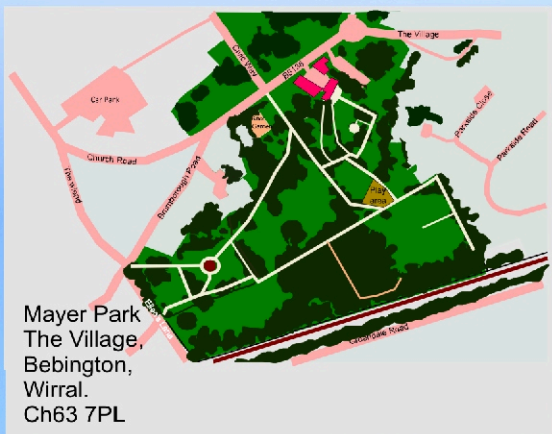 The Village
Civic Way
B5136
Car Park
Parkside Close
Parkside Road
Church Road
The Wiend
Bromborough Road
Play
area
Mayer Park
The Village,
Bebington,
Wirral.
Ch63 7PL